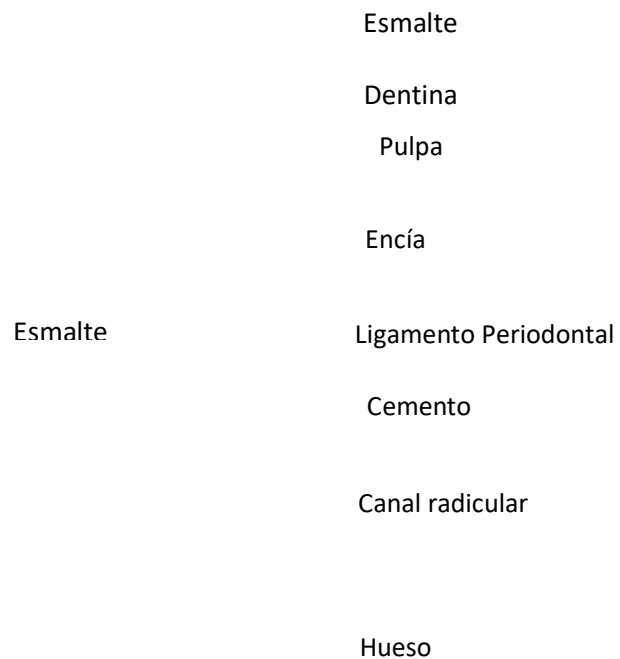 Esmalte
Dentina
Pulpa
Encía
Esmalte
Ligamento Periodontal
Cemento
Canal radicular
Hueso